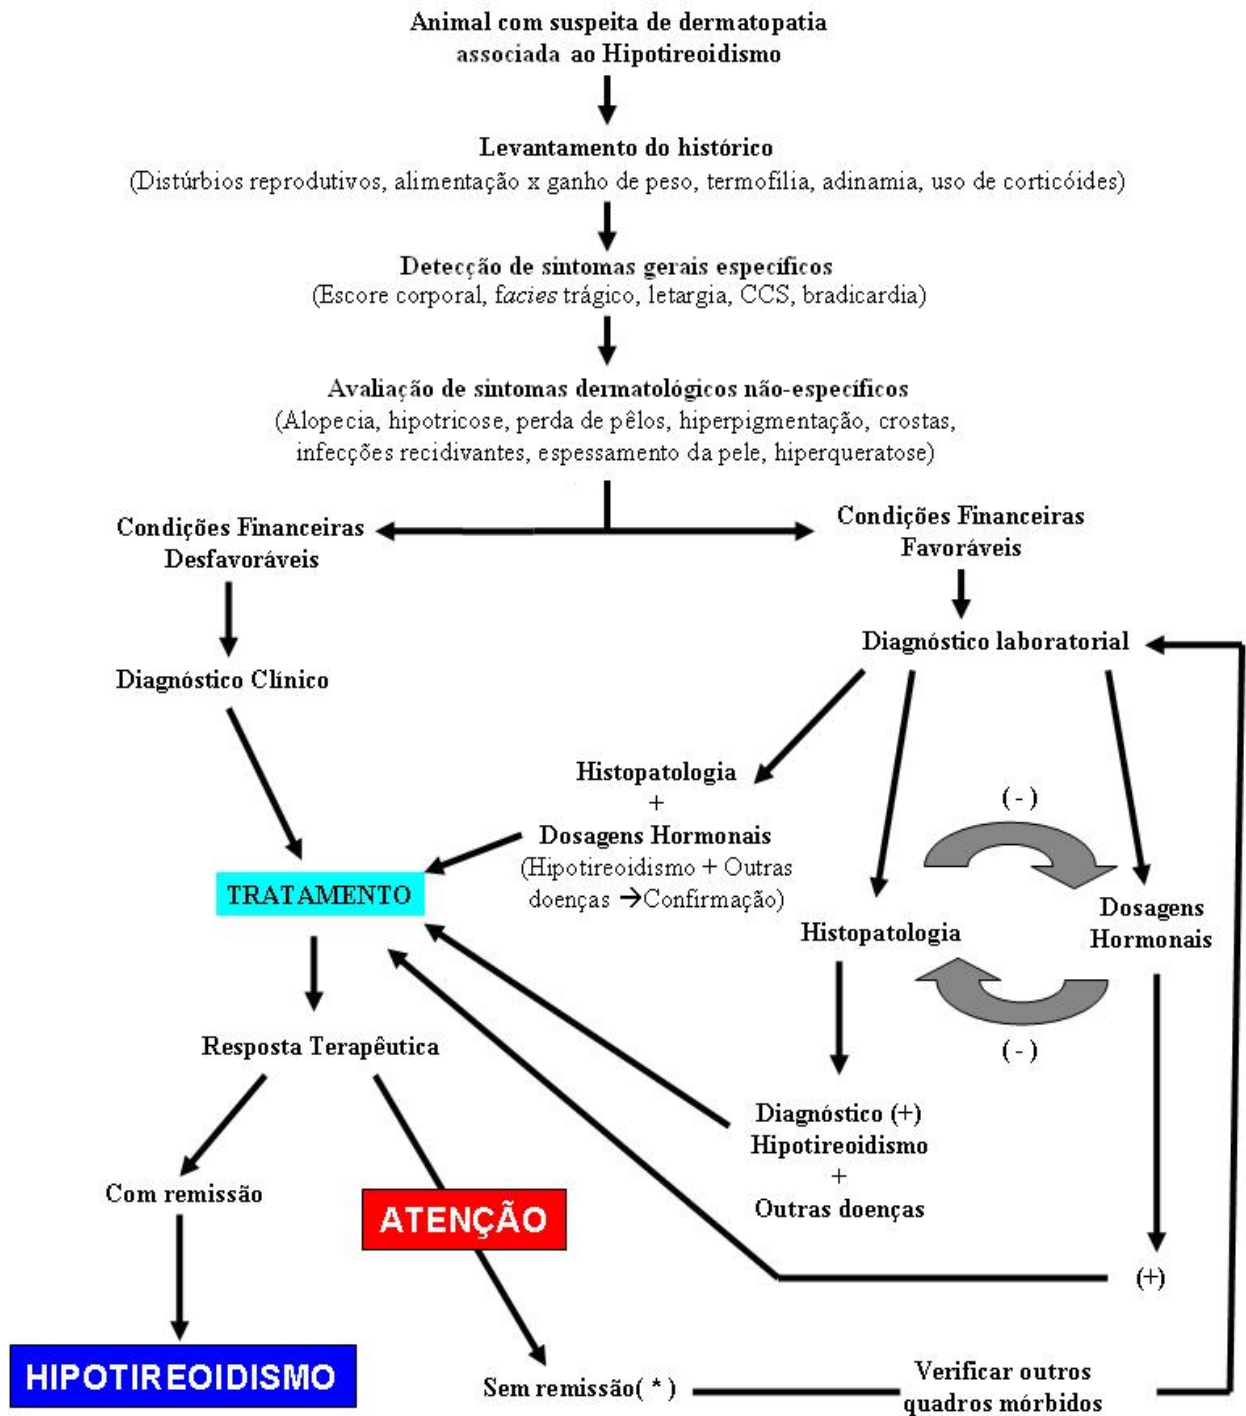 Animal com suspeita de dermatopatia
associada ao Hipotireoidismo
Levantamento do histórico
(Distúrbios reprodutivos, alimentação x ganho de peso, termofília, adinamia, uso de corticóides)
Detecção de sintomas gerais específicos
(Escore corporal, facies trágico, letargia, CCS, bradicardia)
Avaliação de sintomas dermatológicos não-específicos
(Alopecia, hipotricose, perda de pêlos, hiperpigmentação, crostas,
infecções recidivantes, espessamento da pele, hiperqueratose)
Condições Financeiras
Desfavoráveis
Condições Financeiras
Favoráveis
Diagnóstico Clínico
Diagnóstico laboratorial
Histopatologia
+
Dosagens Hormonais
(Hipotireoidismo + Outras
doenças →Confirmação)
( - )
TRATAMENTO
Histopatologia
Dosagens
Hormonais
( - )
Resposta Terapêutica
Diagnóstico (+)
Hipotireoidismo
+
Outras doenças
Com remissão
ATENÇÃO
(+)
HIPOTIREOIDISMO
Sem remissão( * )
Verificar outros
quadros mórbidos